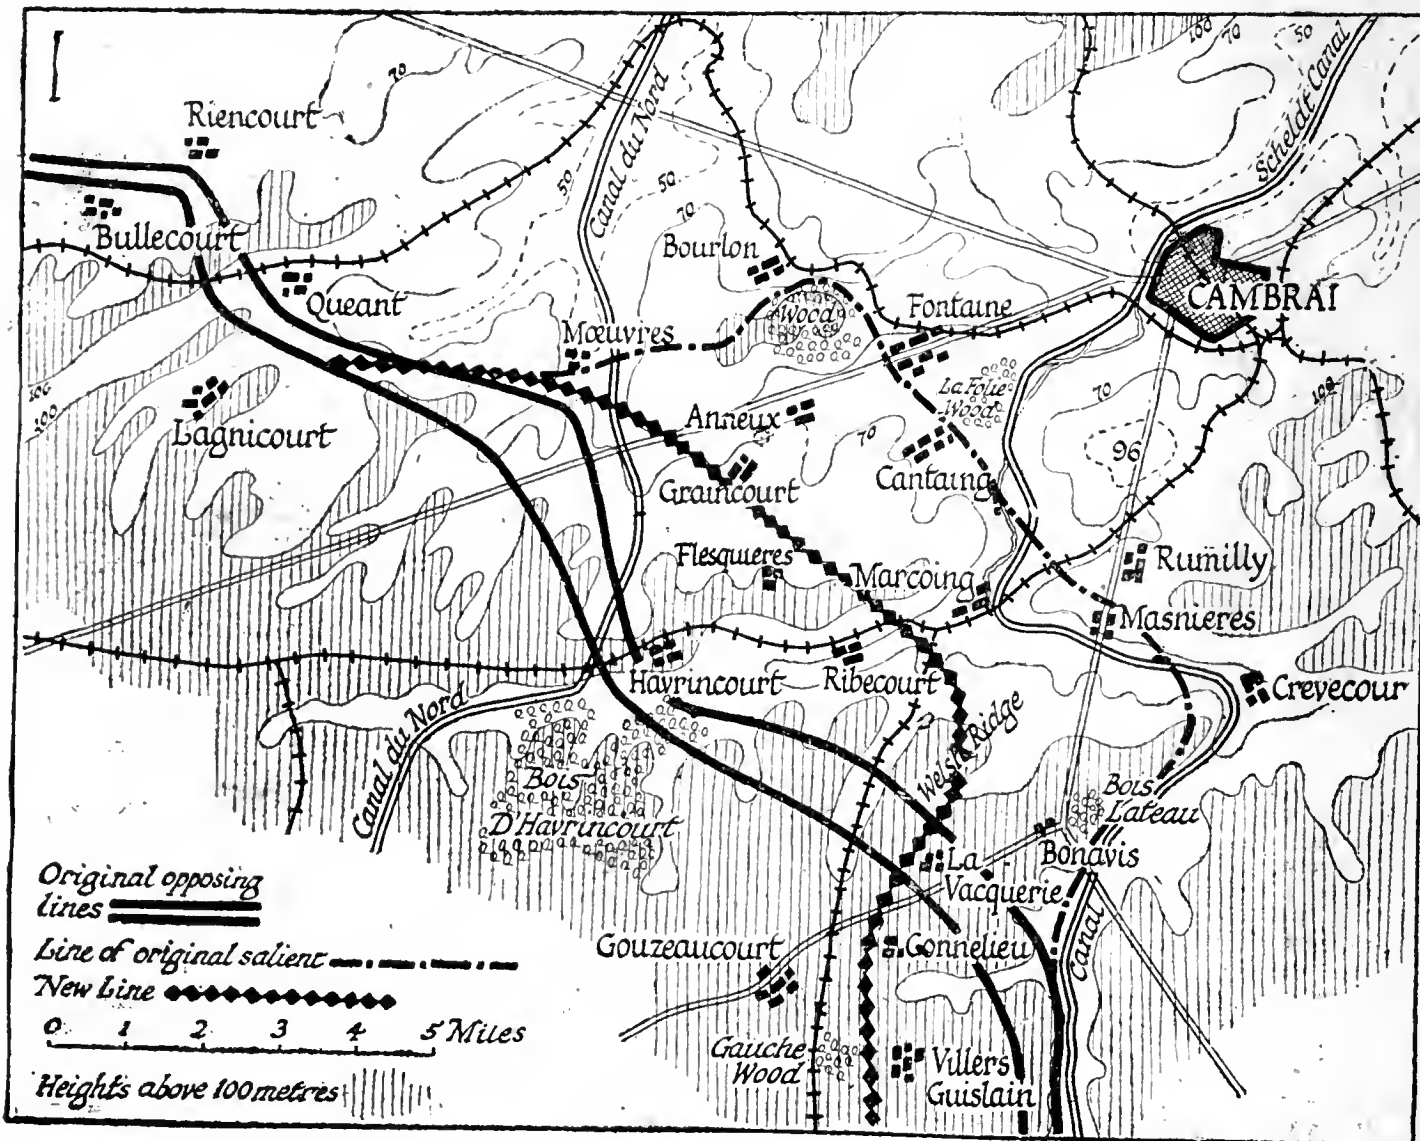 100
70
50
Scheldt Canal
70
Riencourt
Canal du Nord
50
50
70
Bullecourt
Bourlon
Queant
CAMBRAI
Wood
Fontaine
Mœuvres
La Folie
Wood
70
100
100
100
Lagnicourt
Anneux
70
96
Cantaing
Graincourt
Flesquieres
Marcoing
Rumilly
Masnieres
Havrincourt
Ribecourt
Crevecour
Canal du Nord
Welsh Ridge
Bois
D'Havrincourt
Bois
Lateau
Bonavis
La
Vacquerie
Original opposing
lines
Line of original salient
New Line
0 1 2 3 4 5 Miles
Heights above 100 metres
Gouzeaucourt
Connelieu
Canal
Gauche
Wood
Villers
Guislain